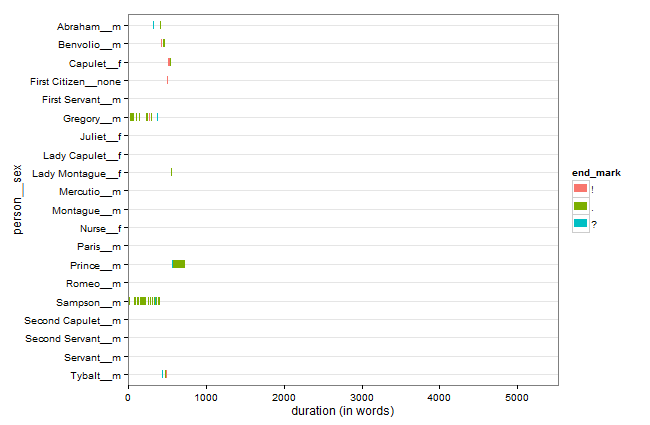 Abraham__m
Benvolio__m
Capulet__f
First Citizen__none
First Servant__m
Gregory__m
Juliet__f
Lady Capulet__f
Lady Montague__f
Mercutio__m
Montague__m
Nurse__f
Paris__m
Prince__m
Romeo__m
Sampson__m
Second Capulet__m
Second Servant__m
Servant__m
Tybalt__m
person__sex
0 1000 2000 3000 4000 5000
duration (in words)
end_mark
!
.
?